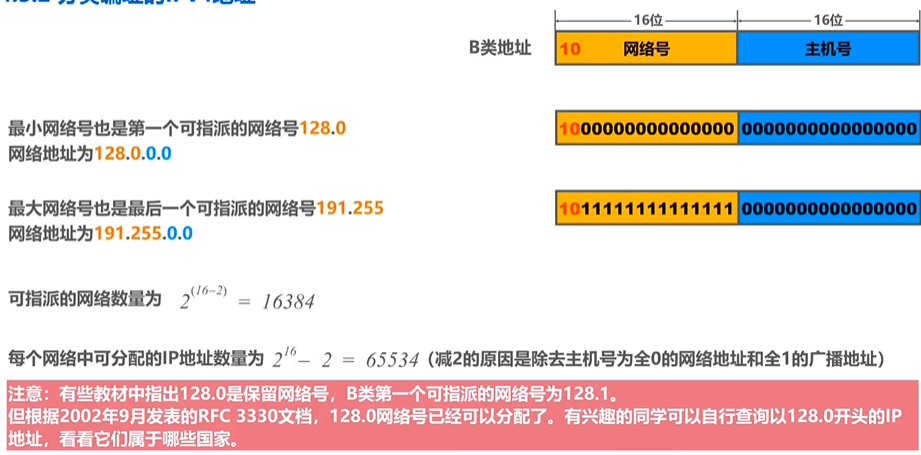 16位 16位
B类地址 10 网络号 主机号
最小网络号也是第一个可指派的网络号128.0 1000000000000000 0000000000000000
网络地址为128.0.0.0
最大网络号也是最后一个可指派的网络号191.255 1011111111111111 0000000000000000
网络地址为191.255.0.0
可指派的网络数量为 2^(16-2) = 16384
每个网络中可分配的IP地址数量为 2^16 - 2 = 65534（减2的原因是除去主机号为全0的网络地址和全1的广播地址）
注意：有些教材中指出128.0是保留网络号，B类第一个可指派的网络号为128.1。
但根据2002年9月发表的RFC 3330文档，128.0网络号已经可以分配了。有兴趣的同学可以自行查询以128.0开头的IP
地址，看看它们属于哪些国家。